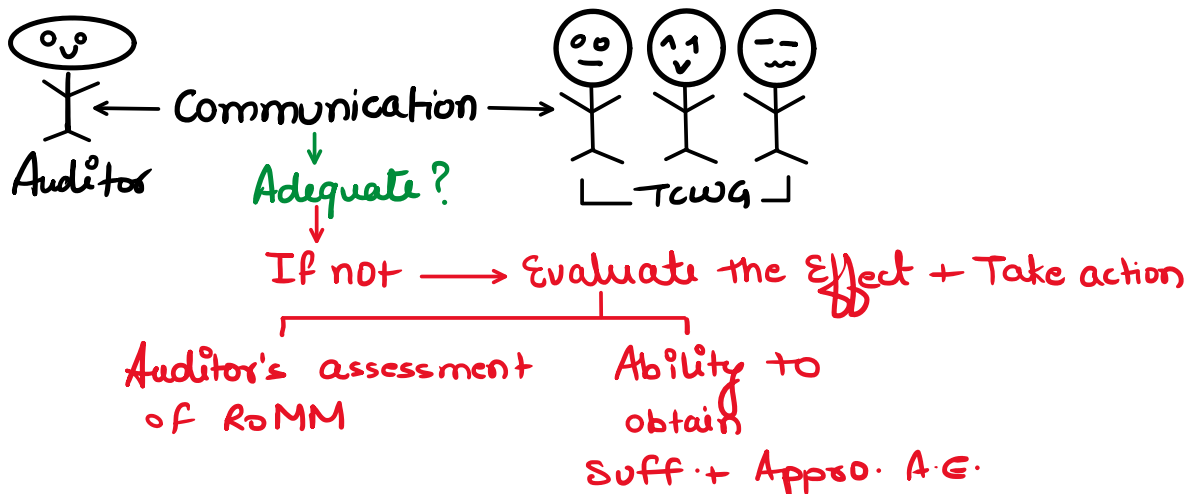 Communication
Auditor
Adequate?
TCWG
If not → Evaluate the Effect + Take action
Auditor's assessment
of RoMM
Ability to
obtain
Suff. + Appro. A.E.